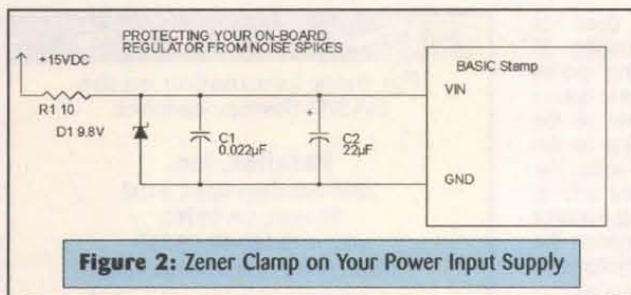 PROTECTING YOUR ON-BOARD
REGULATOR FROM NOISE SPIKES
+15VDC
R1 10
D1 9.8V
C1
0.022µF
+
C2
22µF
BASIC Stamp
VIN
GND
Figure 2: Zener Clamp on Your Power Input Supply